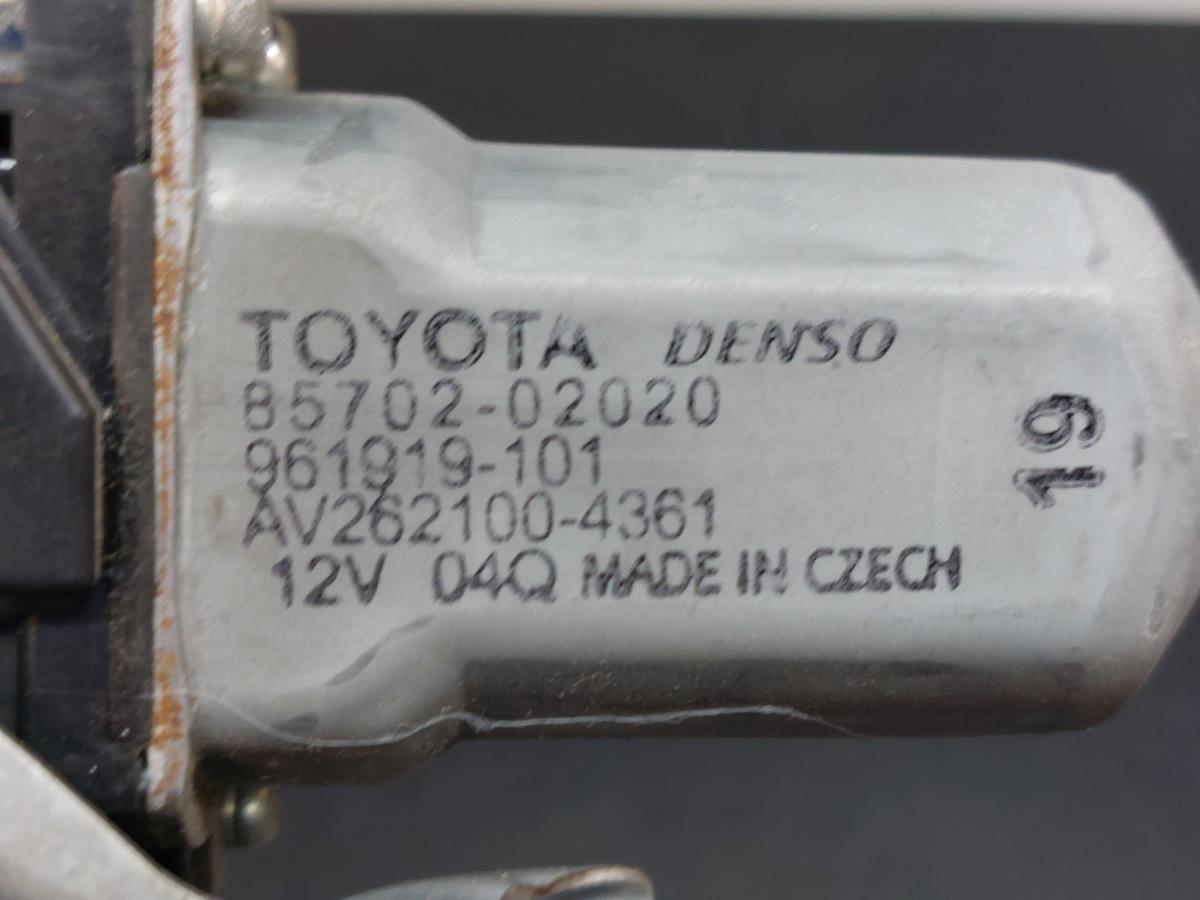 TOYOTA DENSO
85702-02020
961919-101
AV262100-4361
12V 04Q MADE IN CZECH
19